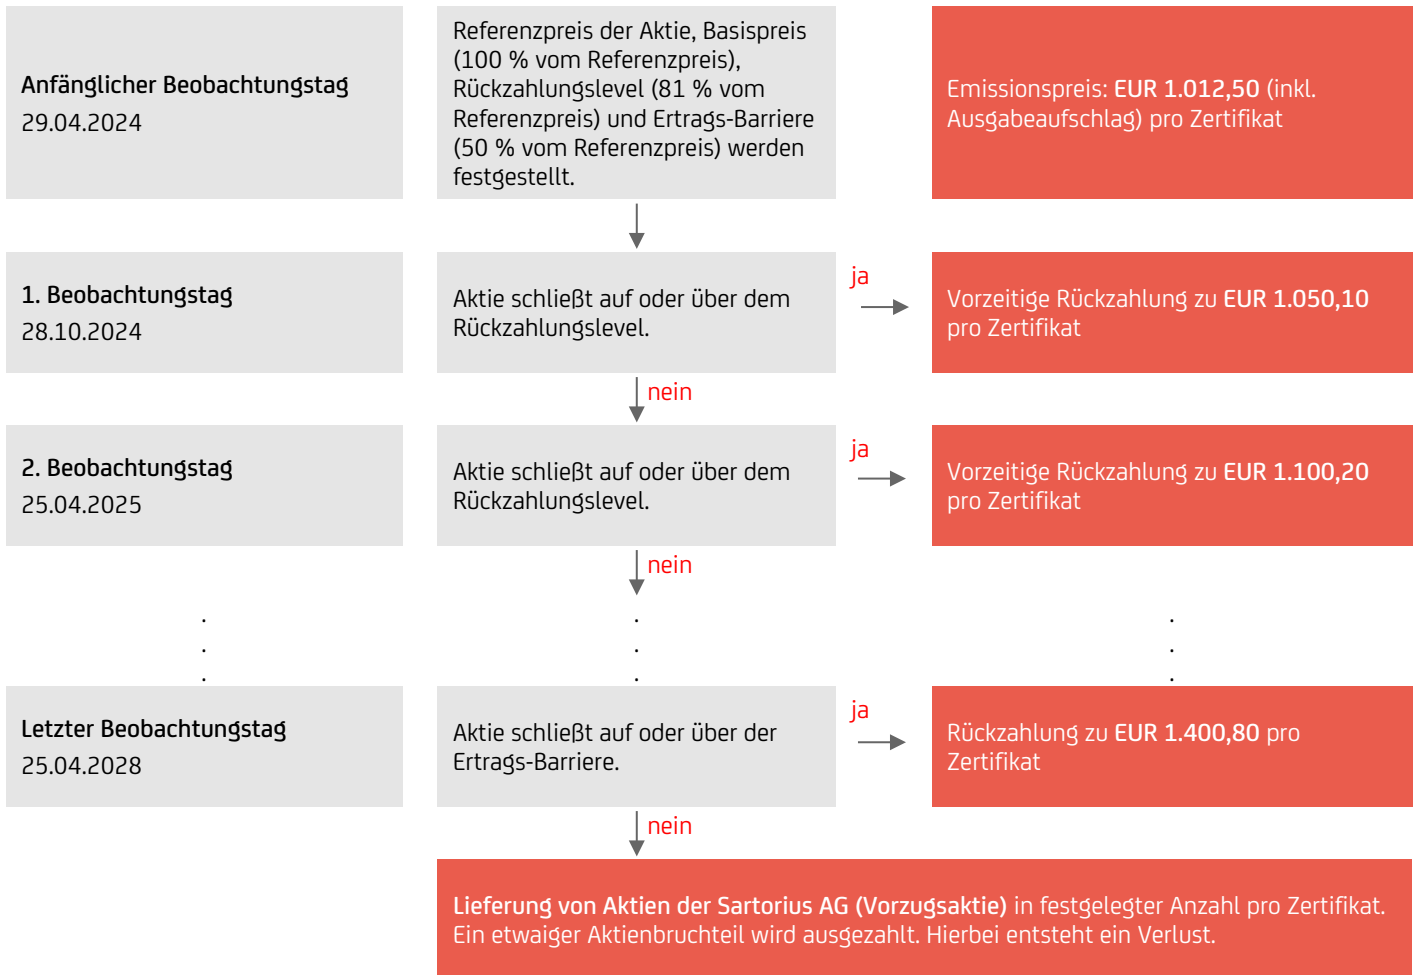 Anfänglicher Beobachtungstag
29.04.2024
Referenzpreis der Aktie, Basispreis
(100 % vom Referenzpreis),
Rückzahlungslevel (81 % vom
Referenzpreis) und Ertrags-Barriere
(50 % vom Referenzpreis) werden
festgestellt.
Emissionspreis: EUR 1.012,50 (inkl.
Ausgabeaufschlag) pro Zertifikat
1. Beobachtungstag
28.10.2024
Aktie schließt auf oder über dem
Rückzahlungslevel.
ja
Vorzeitige Rückzahlung zu EUR 1.050,10
pro Zertifikat
nein
2. Beobachtungstag
25.04.2025
Aktie schließt auf oder über dem
Rückzahlungslevel.
ja
Vorzeitige Rückzahlung zu EUR 1.100,20
pro Zertifikat
nein
. . .
. . .
. . .
Letzter Beobachtungstag
25.04.2028
Aktie schließt auf oder über der
Ertrags-Barriere.
ja
Rückzahlung zu EUR 1.400,80 pro
Zertifikat
nein
Lieferung von Aktien der Sartorius AG (Vorzugsaktie) in festgelegter Anzahl pro Zertifikat.
Ein etwaiger Aktienbruchteil wird ausgezahlt. Hierbei entsteht ein Verlust.